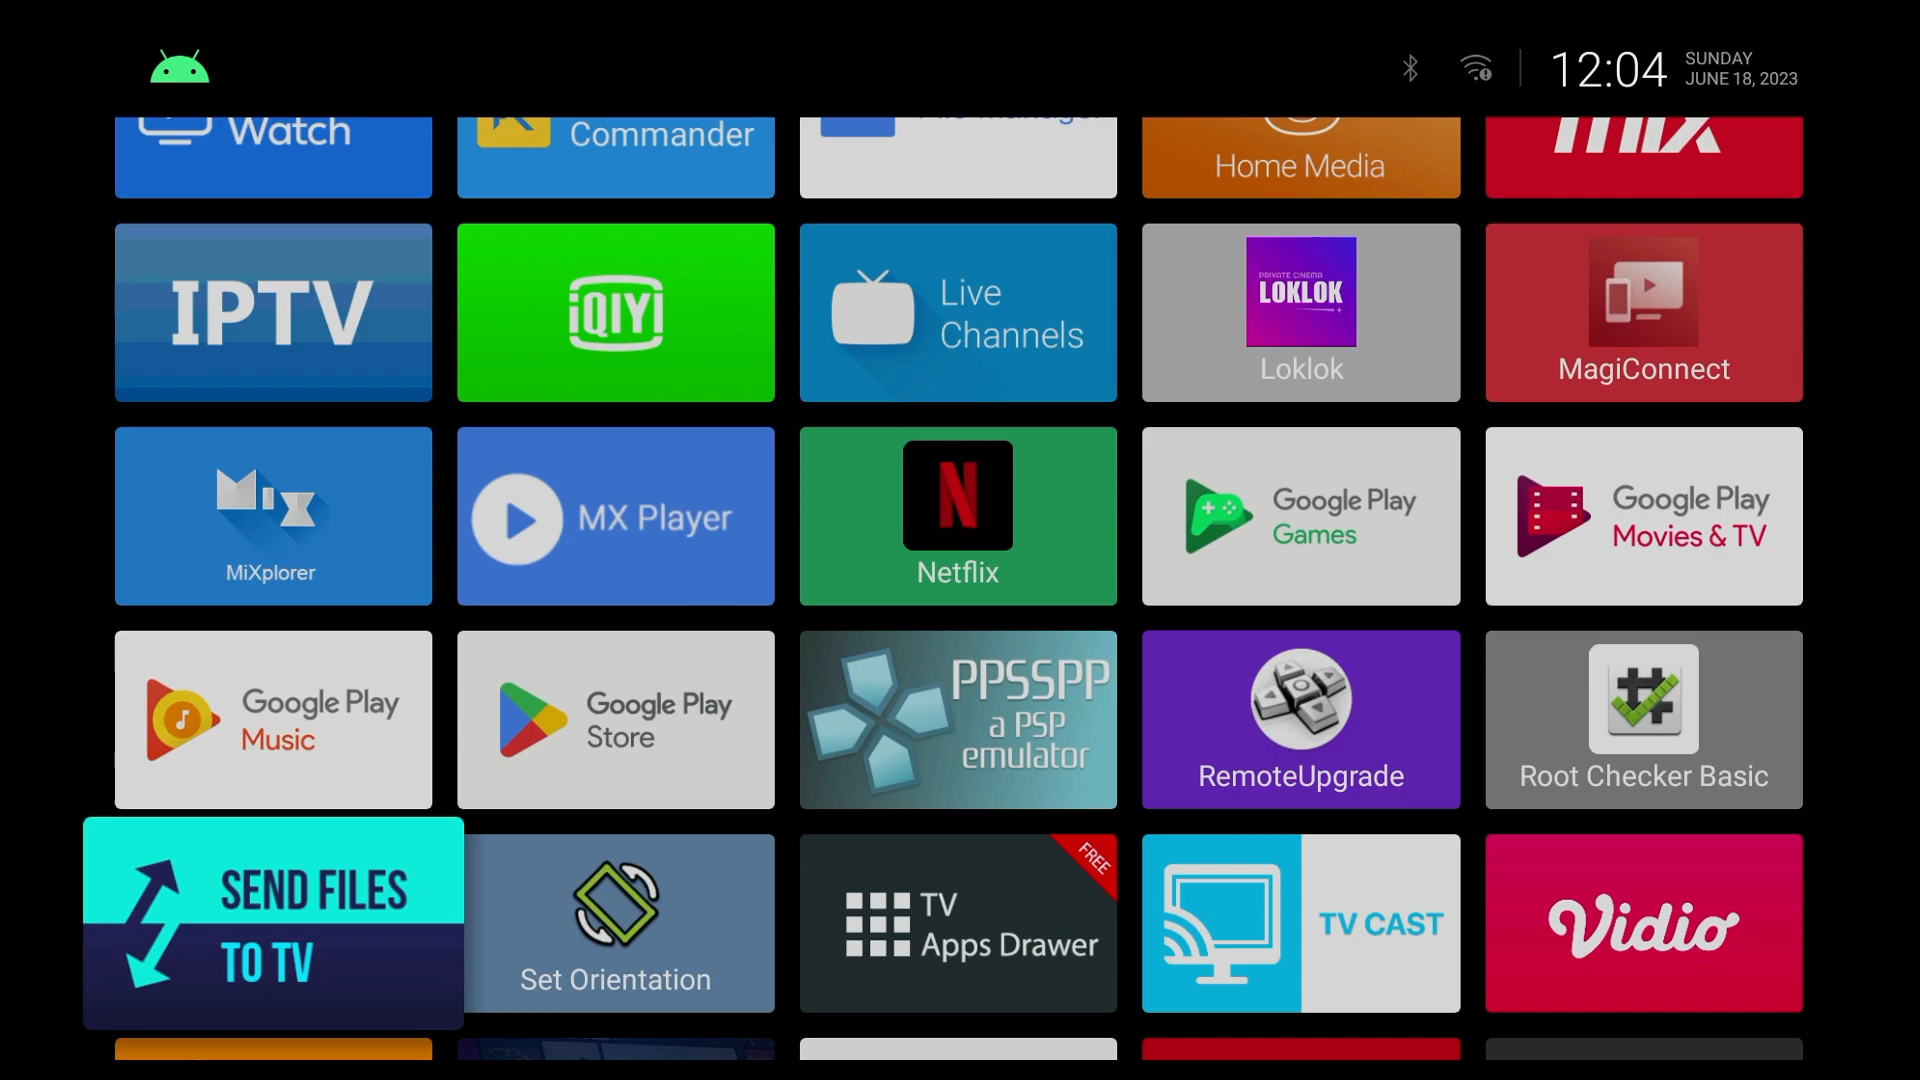 12:04
SUNDAY
JUNE 18, 2023
Watch
Commander
Home Media
mix
IPTV
iQIYI
Live
Channels
PRIVATE CINEMA
LOKLOK
Loklok
MagiConnect
MiX
MiXplorer
MX Player
N
Netflix
Google Play
Games
Google Play
Movies & TV
Google Play
Music
Google Play
Store
PPSSPP
a PSP
emulator
RemoteUpgrade
Root Checker Basic
SEND FILES
TO TV
Set Orientation
FREE
TV
Apps Drawer
TV CAST
Vidio